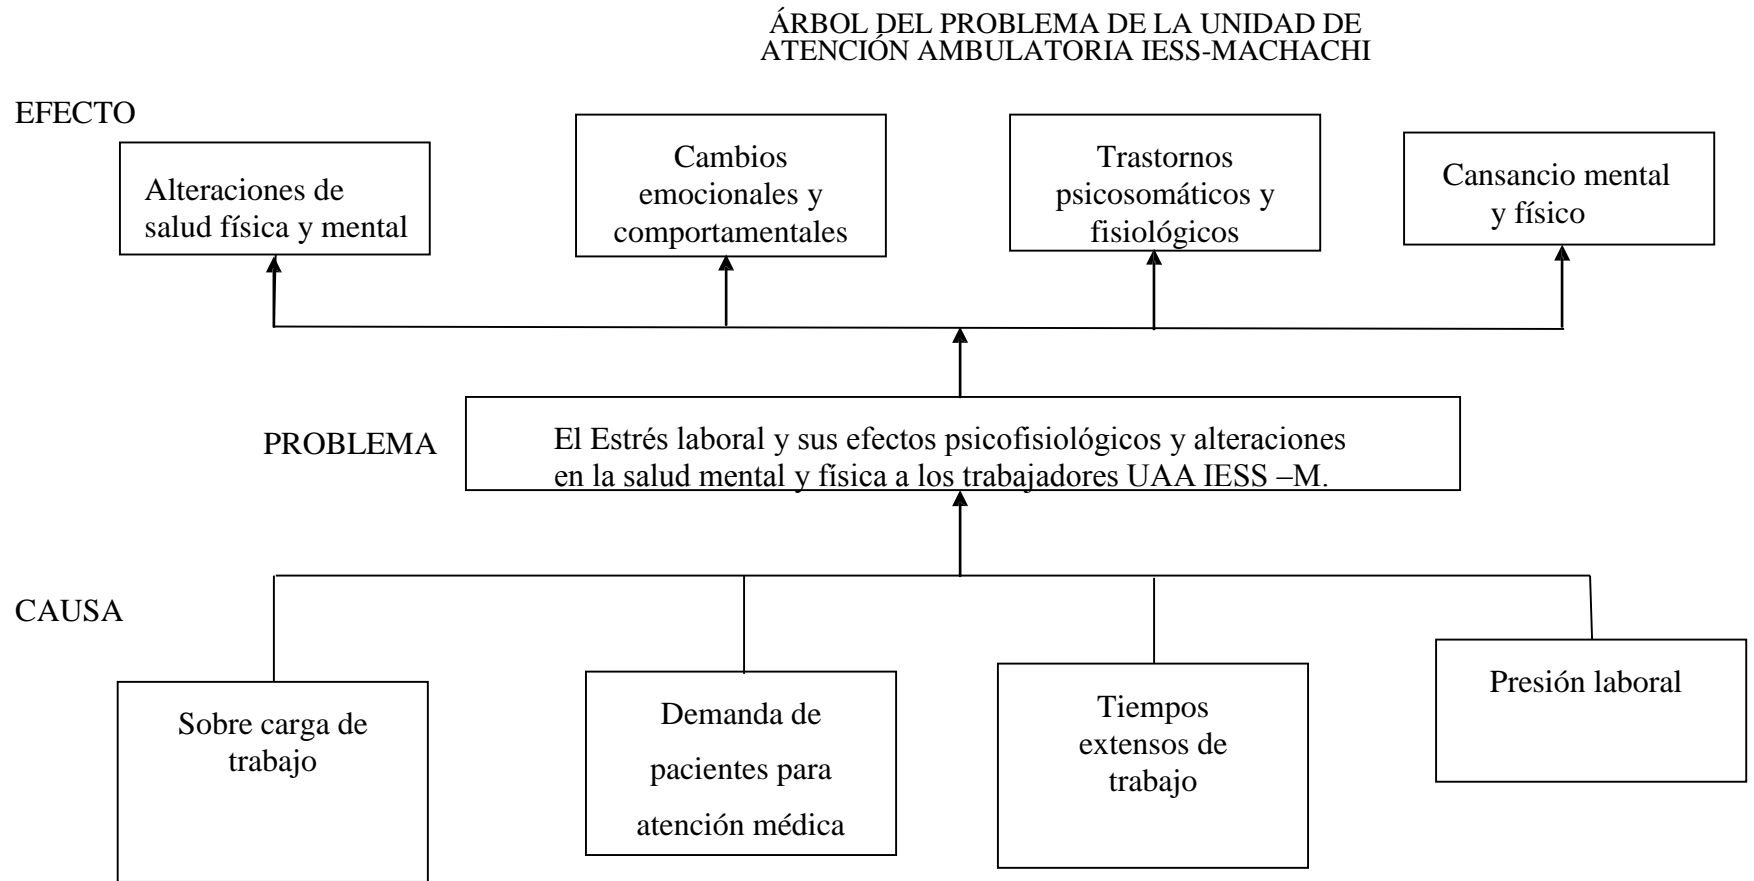 ÁRBOL DEL PROBLEMA DE LA UNIDAD DE
ATENCIÓN AMBULATORIA IESS-MACHACHI
EFECTO
Alteraciones de
salud física y mental
Cambios
emocionales y
comportamentales
Trastornos
psicosomáticos y
fisiológicos
Cansancio mental
y físico
PROBLEMA
El Estrés laboral y sus efectos psicofisiológicos y alteraciones
en la salud mental y física a los trabajadores UAA IESS –M.
CAUSA
Sobre carga de
trabajo
Demanda de
pacientes para
atención médica
Tiempos
extensos de
trabajo
Presión laboral